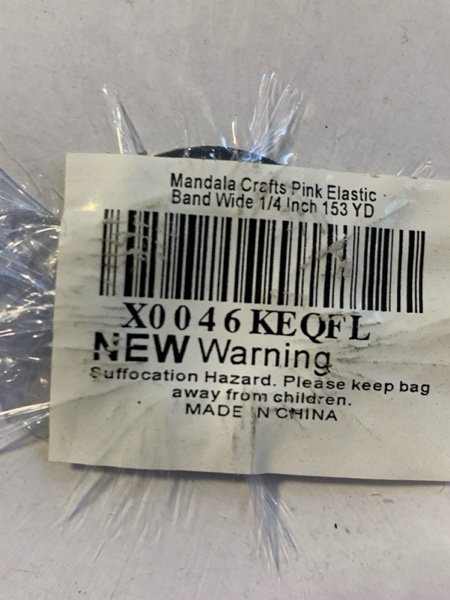 Mandala Crafts Pink Elastic
Band Wide 1/4 Inch 153 YD
X0046KEQFL
NEW Warning
Suffocation Hazard. Please keep bag
away from children.
MADE IN CHINA